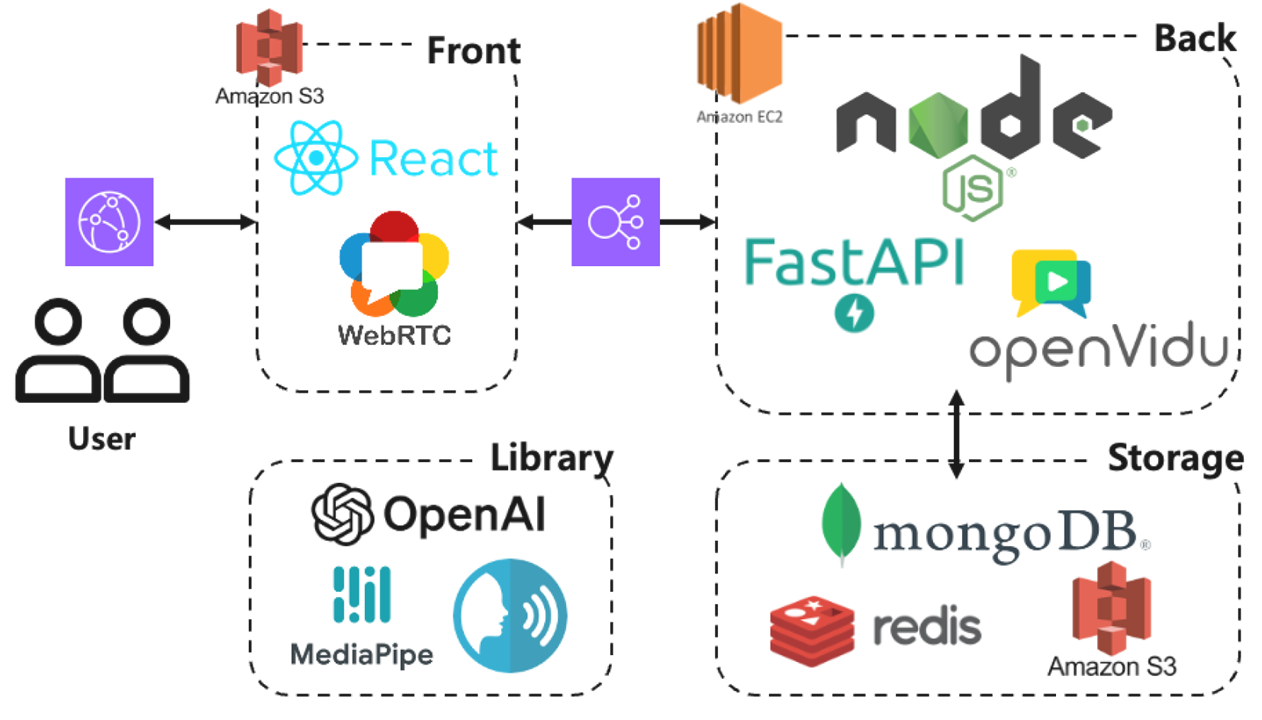 Front
Amazon S3
React
WebRTC
User
Back
Amazon EC2
node
JS®
FastAPI
openVidu
Library
OpenAI
MediaPipe
Storage
mongoDB®
redis
Amazon S3